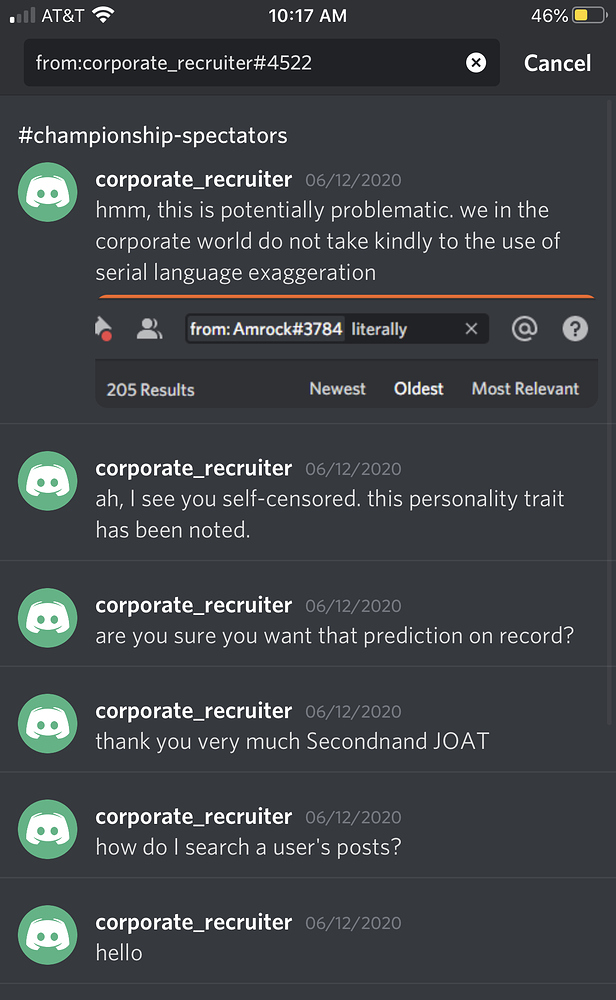 AT&T 10:17 AM 46%
from:corporate_recruiter#4522 Cancel
#championship-spectators
corporate_recruiter 06/12/2020
hmm, this is potentially problematic. we in the
corporate world do not take kindly to the use of
serial language exaggeration
from: Amrock#3784 literally
205 Results Newest Oldest Most Relevant
corporate_recruiter 06/12/2020
ah, I see you self-censored. this personality trait
has been noted.
corporate_recruiter 06/12/2020
are you sure you want that prediction on record?
corporate_recruiter 06/12/2020
thank you very much Secondnand JOAT
corporate_recruiter 06/12/2020
how do I search a user's posts?
corporate_recruiter 06/12/2020
hello